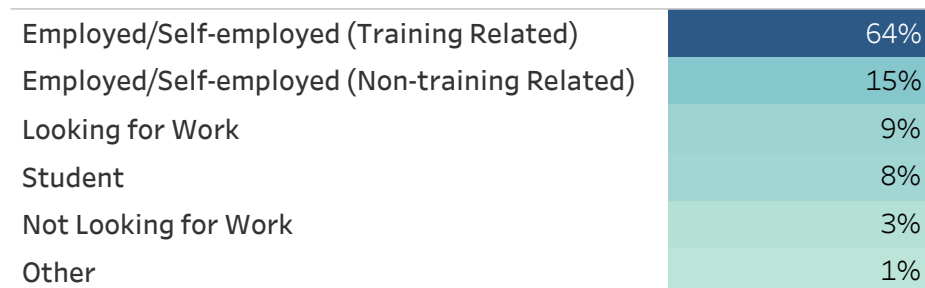 Employed/Self-employed (Training Related) 64%
Employed/Self-employed (Non-training Related) 15%
Looking for Work 9%
Student 8%
Not Looking for Work 3%
Other 1%